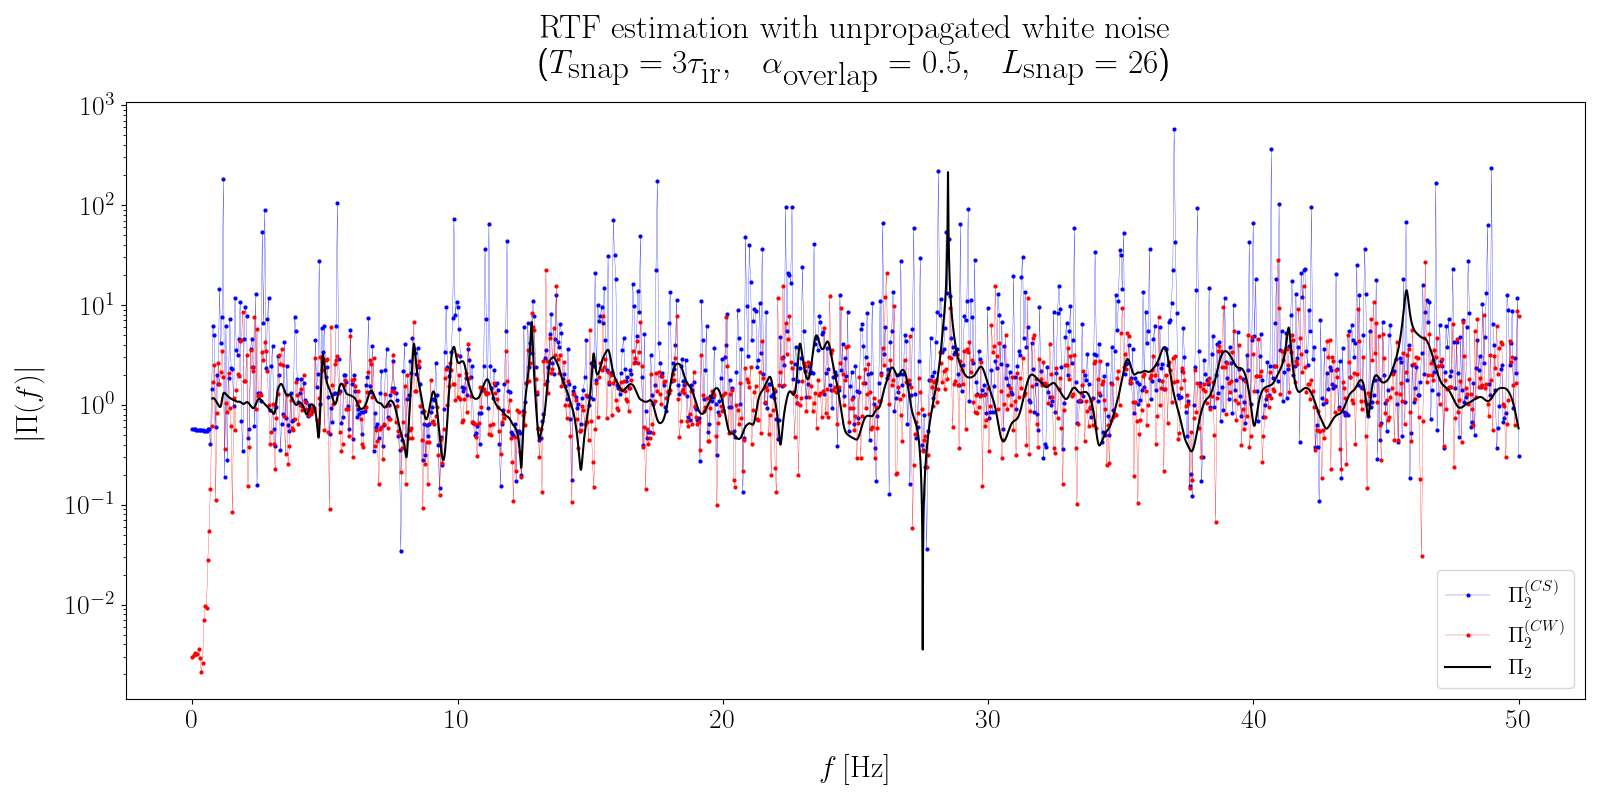 RTF estimation with unpropagated white noise
(T_snap = 3τ_ir,   α_overlap = 0.5,   L_snap = 26)
|Π(f)|
10^3
10^2
10^1
10^0
10^−1
10^−2
0 10 20 30 40 50
f [Hz]
Π_2^(CS)
Π_2^(CW)
Π_2